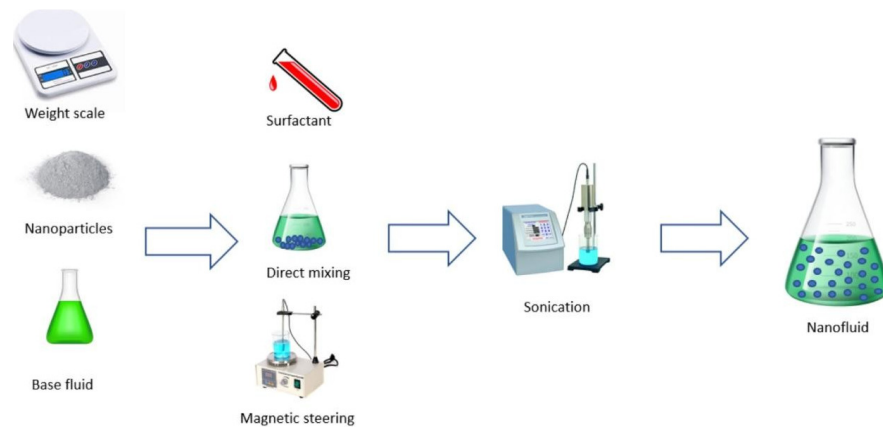 Weight scale
Nanoparticles
Base fluid
Surfactant
Direct mixing
Magnetic steering
Sonication
Nanofluid